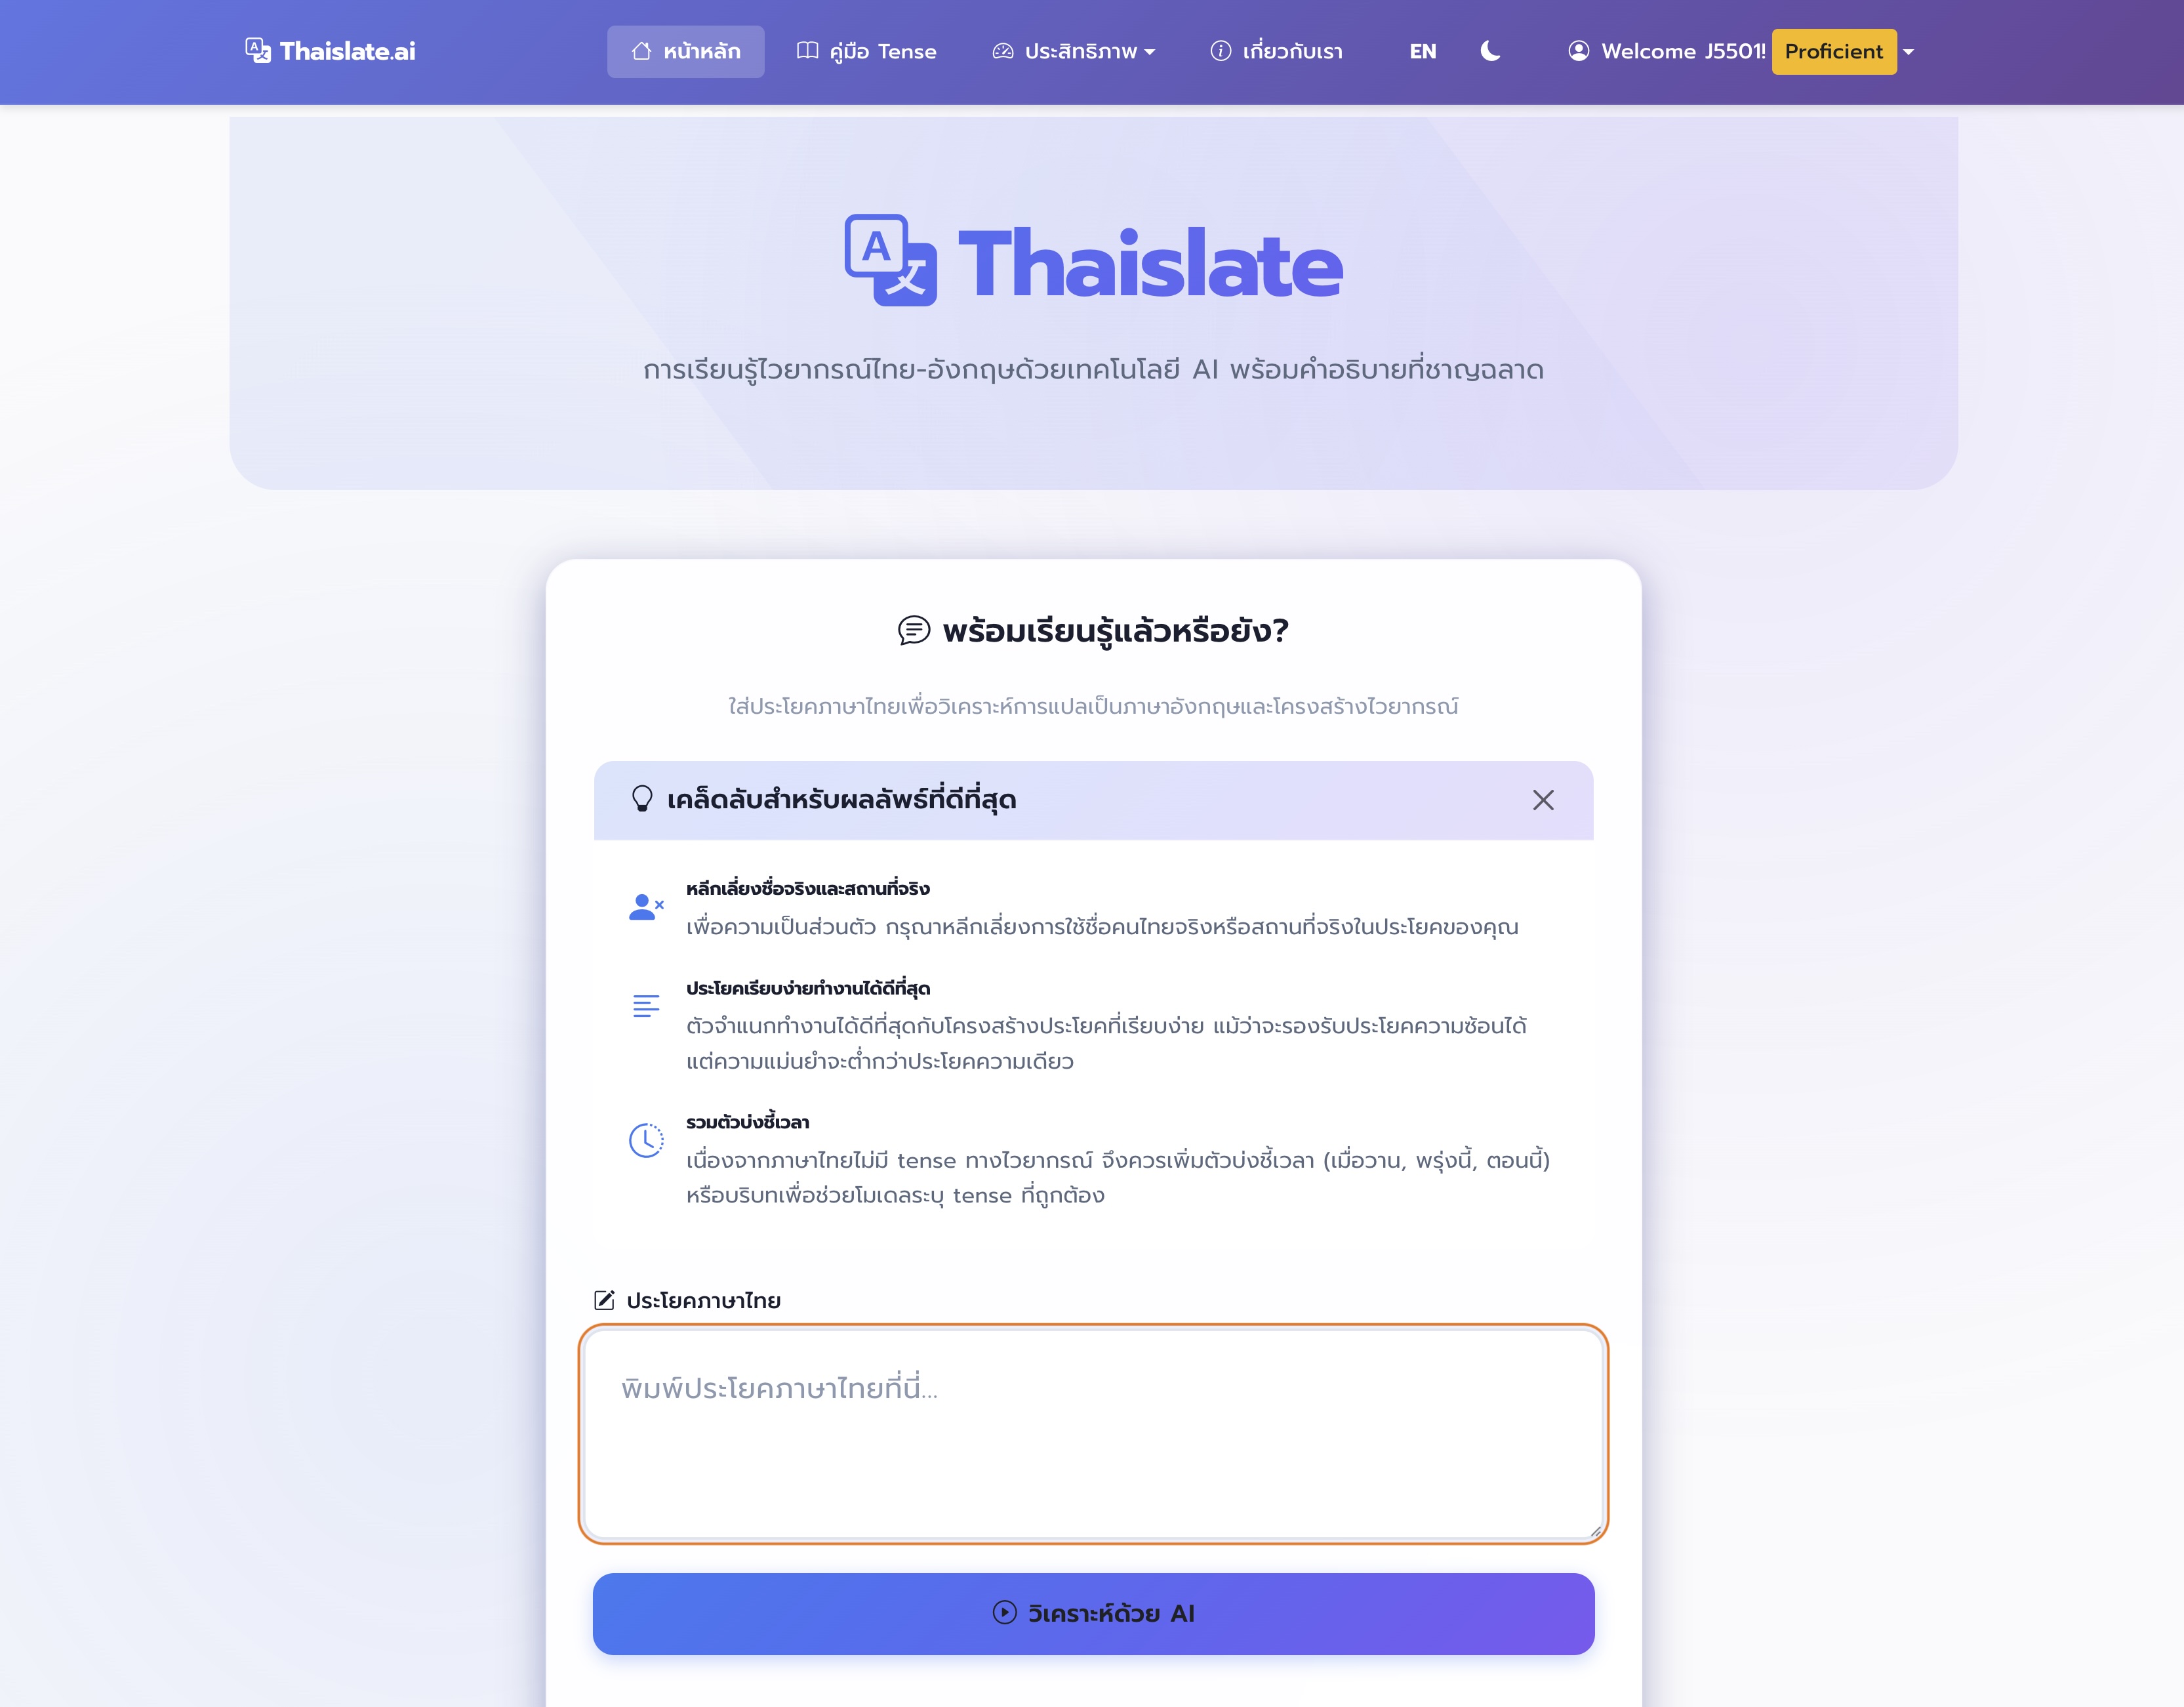 Thaislate.ai
หน้าหลัก
คู่มือ Tense
ประสิทธิภาพ
เกี่ยวกับเรา
EN
Welcome J5501! Proficient
Thaislate
การเรียนรู้ไวยากรณ์ไทย-อังกฤษด้วยเทคโนโลยี AI พร้อมคำอธิบายที่ชาญฉลาด
พร้อมเรียนรู้แล้วหรือยัง?
ใส่ประโยคภาษาไทยเพื่อวิเคราะห์การแปลเป็นภาษาอังกฤษและโครงสร้างไวยากรณ์
เคล็ดลับสำหรับผลลัพธ์ที่ดีที่สุด
หลีกเลี่ยงชื่อจริงและสถานที่จริง
เพื่อความเป็นส่วนตัว กรุณาหลีกเลี่ยงการใช้ชื่อคนไทยจริงหรือสถานที่จริงในประโยคของคุณ
ประโยคเรียบง่ายทำงานได้ดีที่สุด
ตัวจำแนกทำงานได้ดีที่สุดกับโครงสร้างประโยคที่เรียบง่าย แม้ว่าจะรองรับประโยคความซ้อนได้
แต่ความแม่นยำจะต่ำกว่าประโยคความเดียว
รวมตัวบ่งชี้เวลา
เนื่องจากภาษาไทยไม่มี tense ทางไวยากรณ์ จึงควรเพิ่มตัวบ่งชี้เวลา (เมื่อวาน, พรุ่งนี้, ตอนนี้)
หรือบริบทเพื่อช่วยโมเดลระบุ tense ที่ถูกต้อง
ประโยคภาษาไทย
พิมพ์ประโยคภาษาไทยที่นี่...
วิเคราะห์ด้วย AI